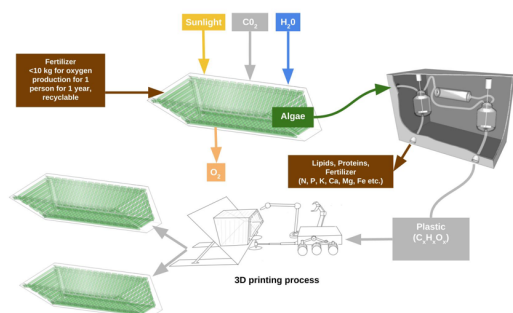 Sunlight
C0₂
H₂0
Fertilizer
<10 kg for oxygen
production for 1
person for 1 year,
recyclable
Algae
O₂
Lipids, Proteins,
Fertilizer
(N, P, K, Ca, Mg, Fe etc.)
Plastic
(CₓHₓOₓ)
3D printing process